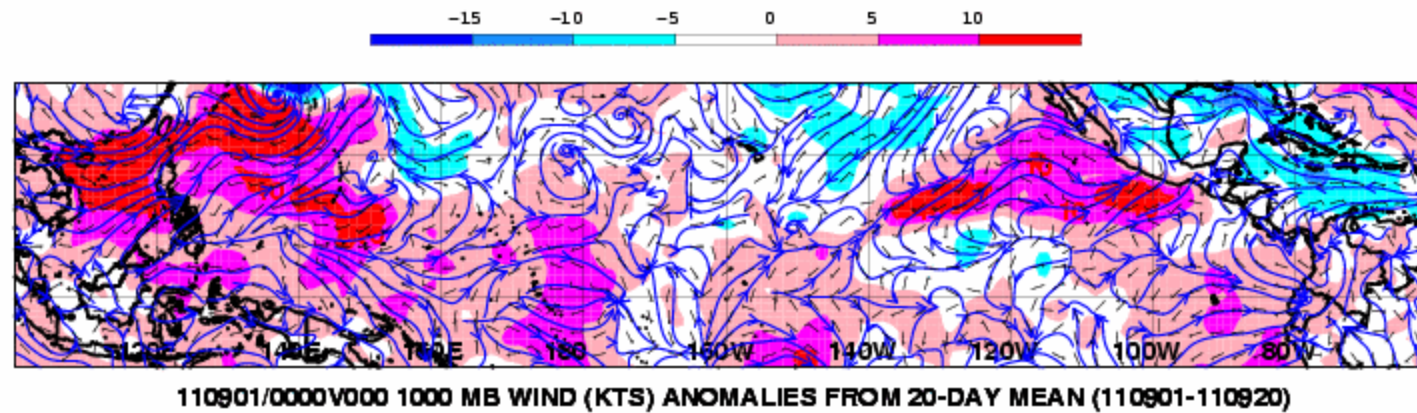 -15 -10 -5 0 5 10
120E 140E 160E 180 160W 140W 120W 100W 80W
110901/0000V000 1000 MB WIND (KTS) ANOMALIES FROM 20-DAY MEAN (110901-110920)